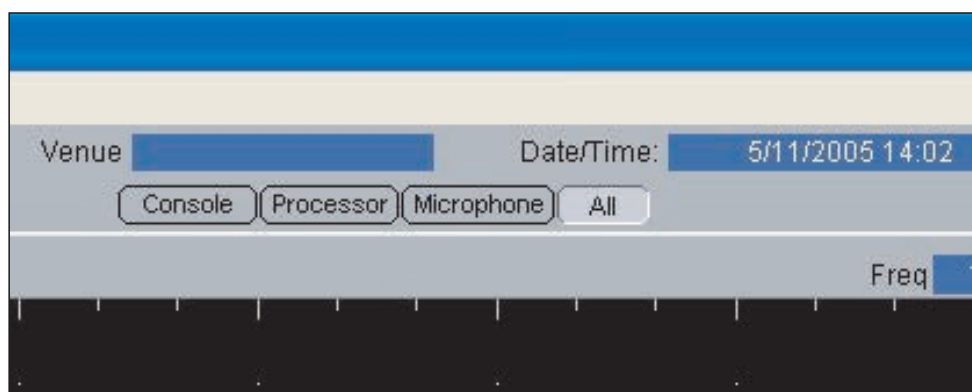 Venue Date/Time: 5/11/2005 14:02
Console Processor Microphone All
Freq